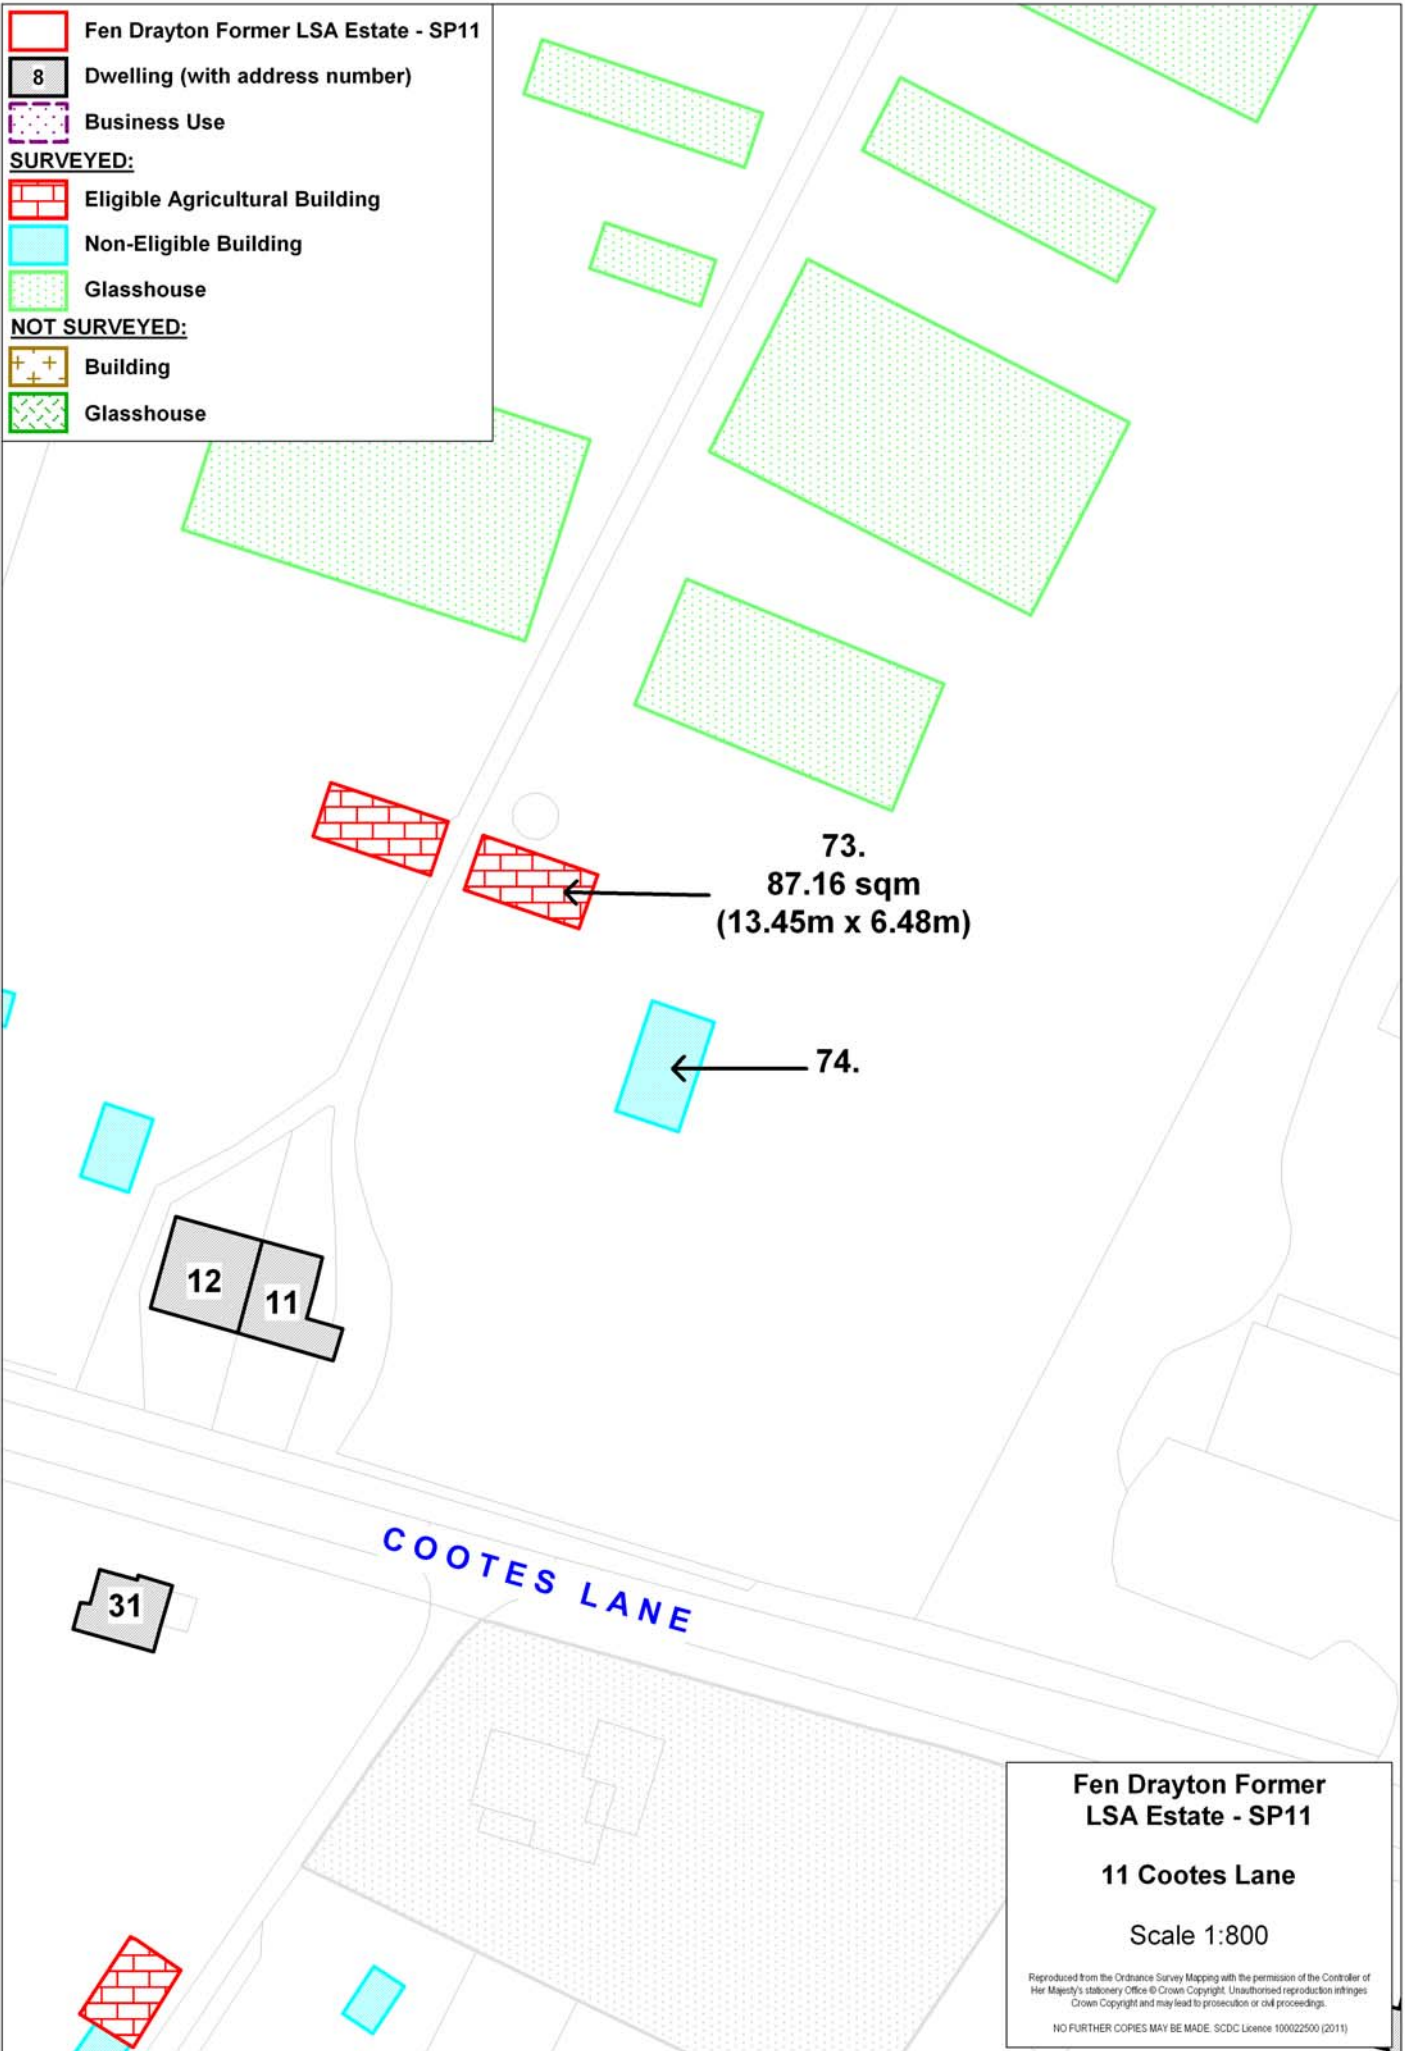 Fen Drayton Former LSA Estate - SP11
8 Dwelling (with address number)
Business Use
SURVEYED:
Eligible Agricultural Building
Non-Eligible Building
Glasshouse
NOT SURVEYED:
Building
Glasshouse
73.
87.16 sqm
(13.45m x 6.48m)
74.
12
11
COOTES LANE
31
Fen Drayton Former
LSA Estate - SP11
11 Cootes Lane
Scale 1:800
Reproduced from the Ordnance Survey Mapping with the permission of the Controller of
Her Majesty's stationery Office © Crown Copyright. Unauthorised reproduction infringes
Crown Copyright and may lead to prosecution or civil proceedings.
NO FURTHER COPIES MAY BE MADE. SCDC Licence 100022500 (2011)